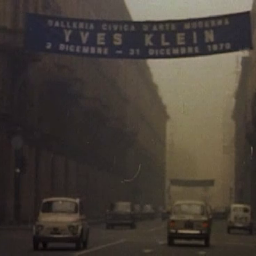 GALLERIA CIVICA D'ARTE MODERNA
YVES KLEIN
2 DICEMBRE — 31 DICEMBRE 1970